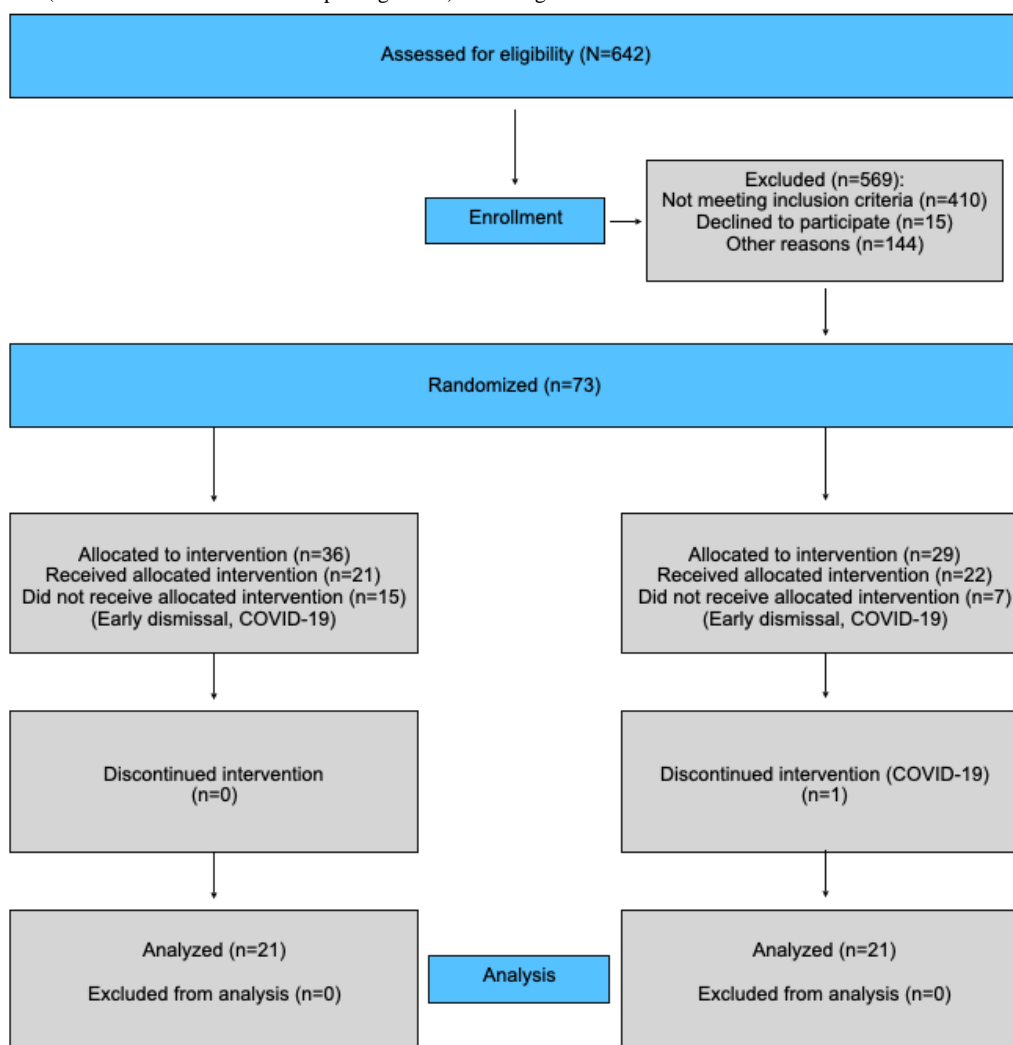 Assessed for eligibility (N=642)
Enrollment
Excluded (n=569):
Not meeting inclusion criteria (n=410)
Declined to participate (n=15)
Other reasons (n=144)
Randomized (n=73)
Allocated to intervention (n=36)
Received allocated intervention (n=21)
Did not receive allocated intervention (n=15)
(Early dismissal, COVID-19)
Allocated to intervention (n=29)
Received allocated intervention (n=22)
Did not receive allocated intervention (n=7)
(Early dismissal, COVID-19)
Discontinued intervention
(n=0)
Discontinued intervention (COVID-19)
(n=1)
Analyzed (n=21)
Excluded from analysis (n=0)
Analysis
Analyzed (n=21)
Excluded from analysis (n=0)